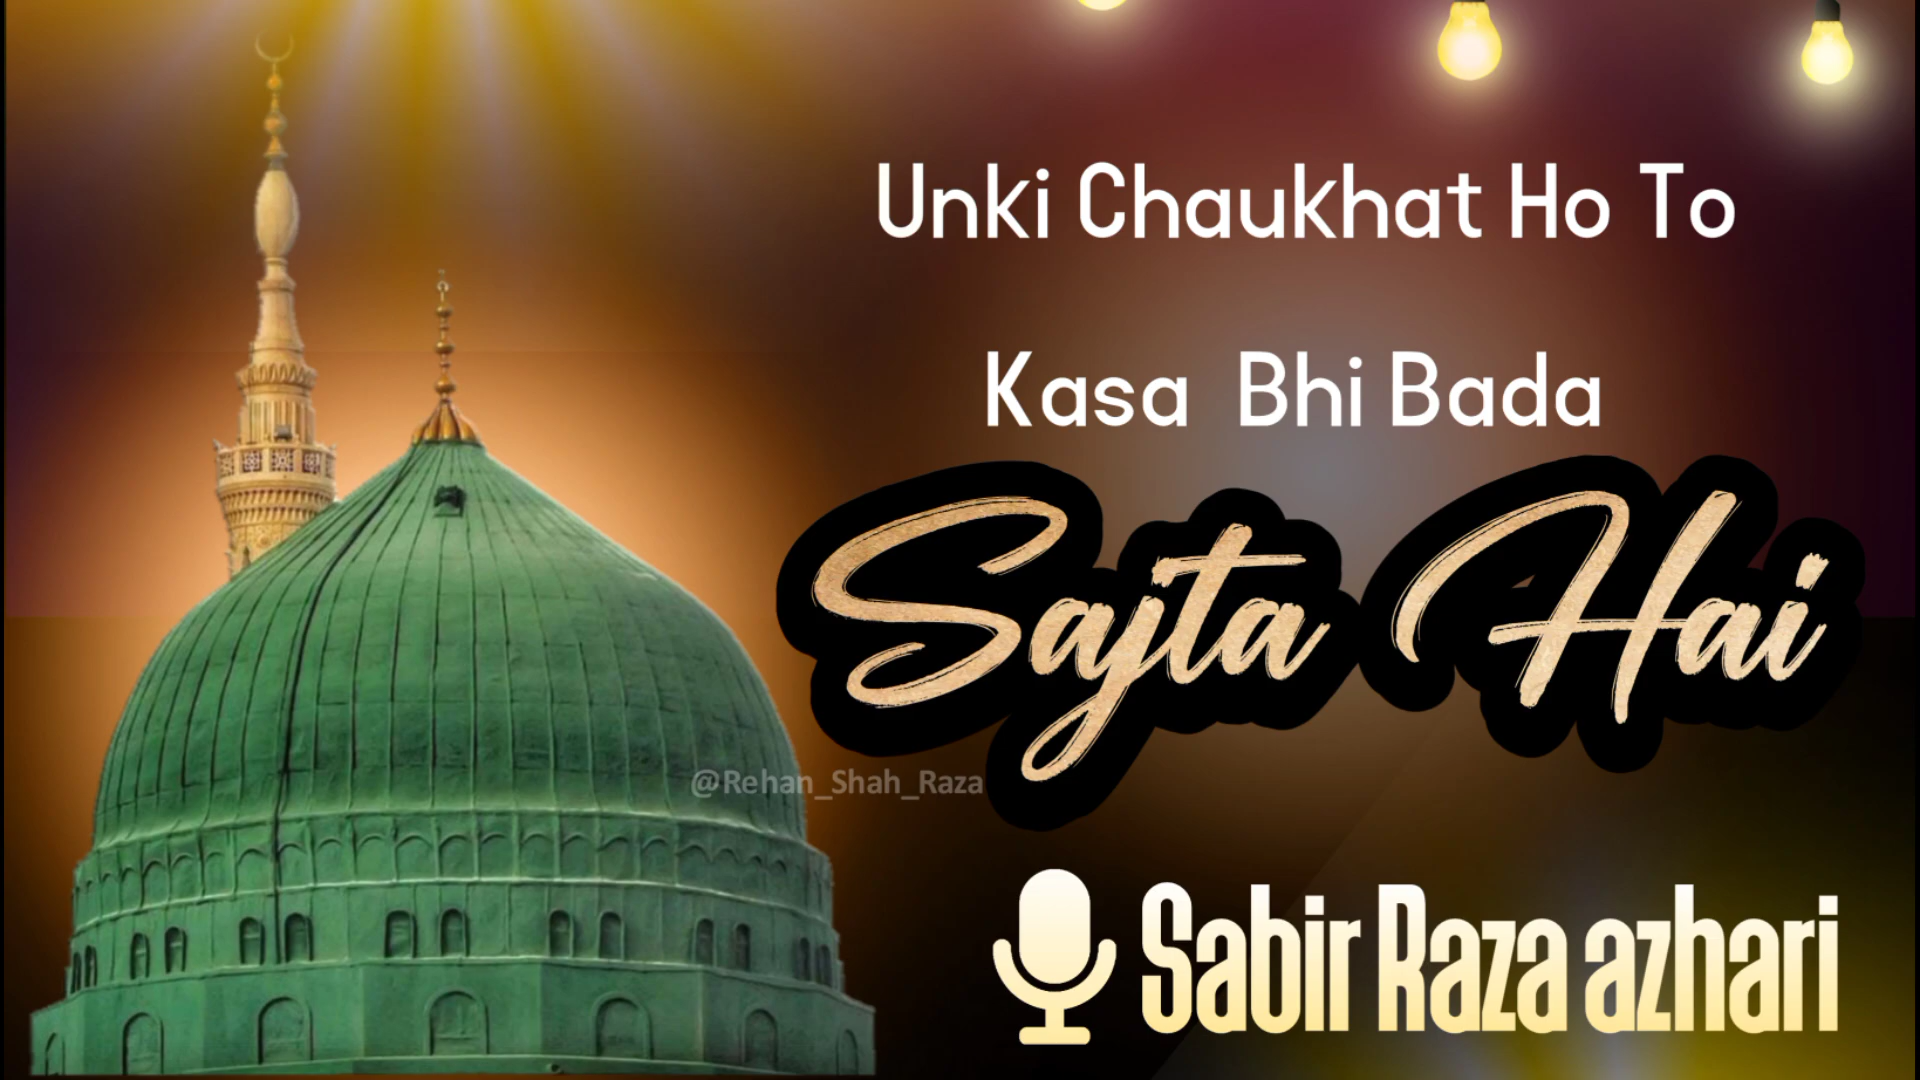 Unki Chaukhat Ho To
Kasa Bhi Bada
Sajta Hai
@Rehan_Shah_Raza
Sabir Raza azhari